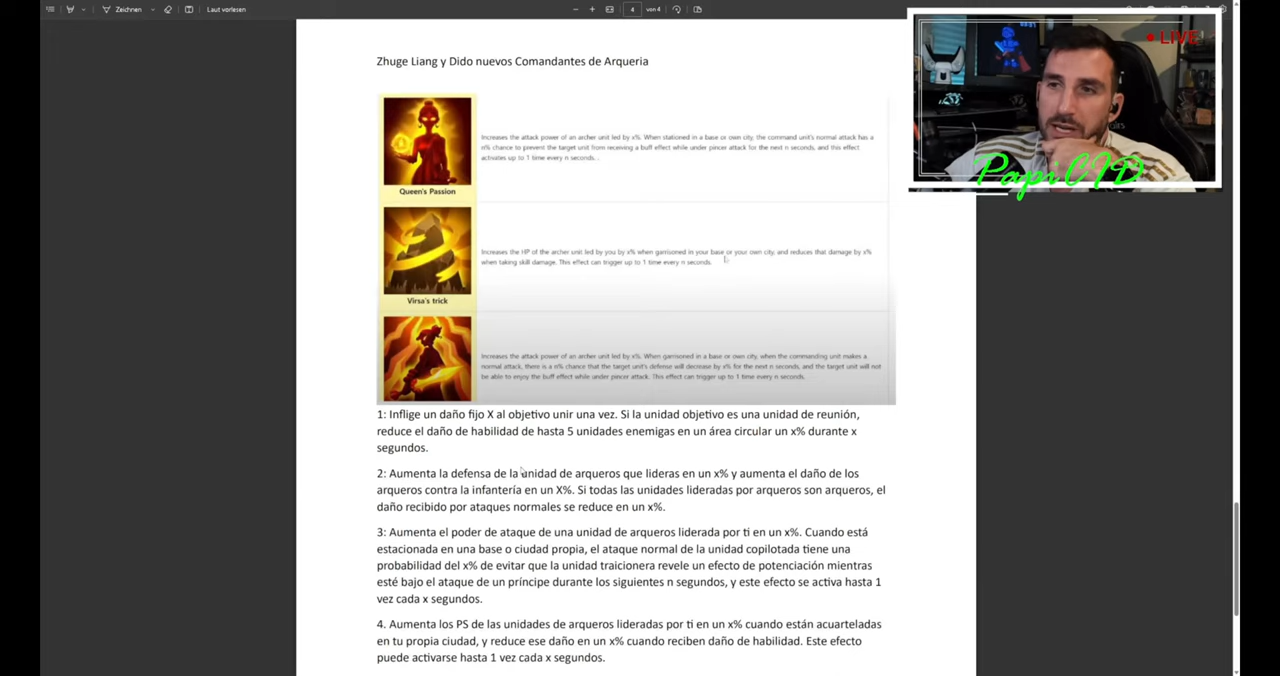 Zeichnen
Laut vorlesen
4 von 4
LIVE
PapiCID
Zhuge Liang y Dido nuevos Comandantes de Arqueria
Increases the attack power of an archer unit led by x%. When stationed in a base or own city, the command unit's normal attack has a
n% chance to prevent the target unit from receiving a buff effect while under pincer attack for the next n seconds, and this effect
activates up to 1 time every n seconds. .
Queen's Passion
Increases the HP of the archer unit led by you by x% when garrisoned in your base or your own city, and reduces that damage by x%
when taking skill damage. This effect can trigger up to 1 time every n seconds.
Virsa's trick
Increases the attack power of an archer unit led by x%. When garrisoned in a base or own city, when the commanding unit makes a
normal attack, there is a n% chance that the target unit's defense will decrease by x% for the next n seconds, and the target unit will not
be able to enjoy the buff effect while under pincer attack. This effect can trigger up to 1 time every n seconds.
1: Inflige un daño fijo X al objetivo unir una vez. Si la unidad objetivo es una unidad de reunión,
reduce el daño de habilidad de hasta 5 unidades enemigas en un área circular un x% durante x
segundos.
2: Aumenta la defensa de la unidad de arqueros que lideras en un x% y aumenta el daño de los
arqueros contra la infantería en un X%. Si todas las unidades lideradas por arqueros son arqueros, el
daño recibido por ataques normales se reduce en un x%.
3: Aumenta el poder de ataque de una unidad de arqueros liderada por ti en un x%. Cuando está
estacionada en una base o ciudad propia, el ataque normal de la unidad copilotada tiene una
probabilidad del x% de evitar que la unidad traicionera revele un efecto de potenciación mientras
esté bajo el ataque de un príncipe durante los siguientes n segundos, y este efecto se activa hasta 1
vez cada x segundos.
4. Aumenta los PS de las unidades de arqueros lideradas por ti en un x% cuando están acuarteladas
en tu propia ciudad, y reduce ese daño en un x% cuando reciben daño de habilidad. Este efecto
puede activarse hasta 1 vez cada x segundos.